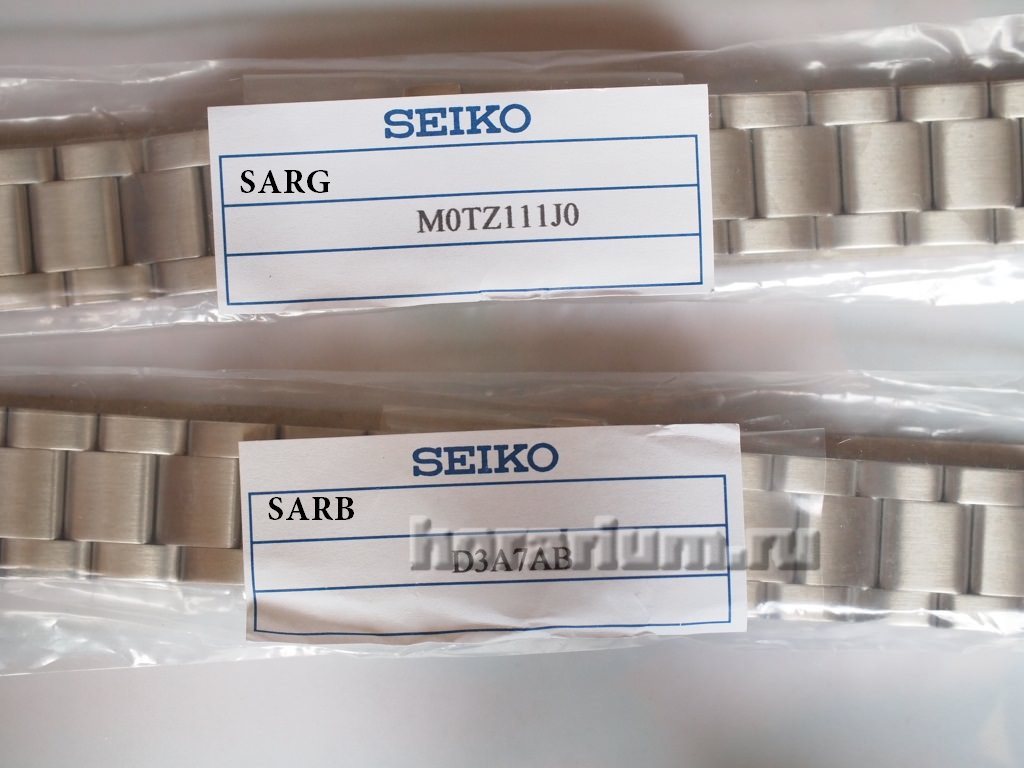 SEIKO
SARG
M0TZ111J0
SEIKO
SARB
horarium.ru
D3A7AB